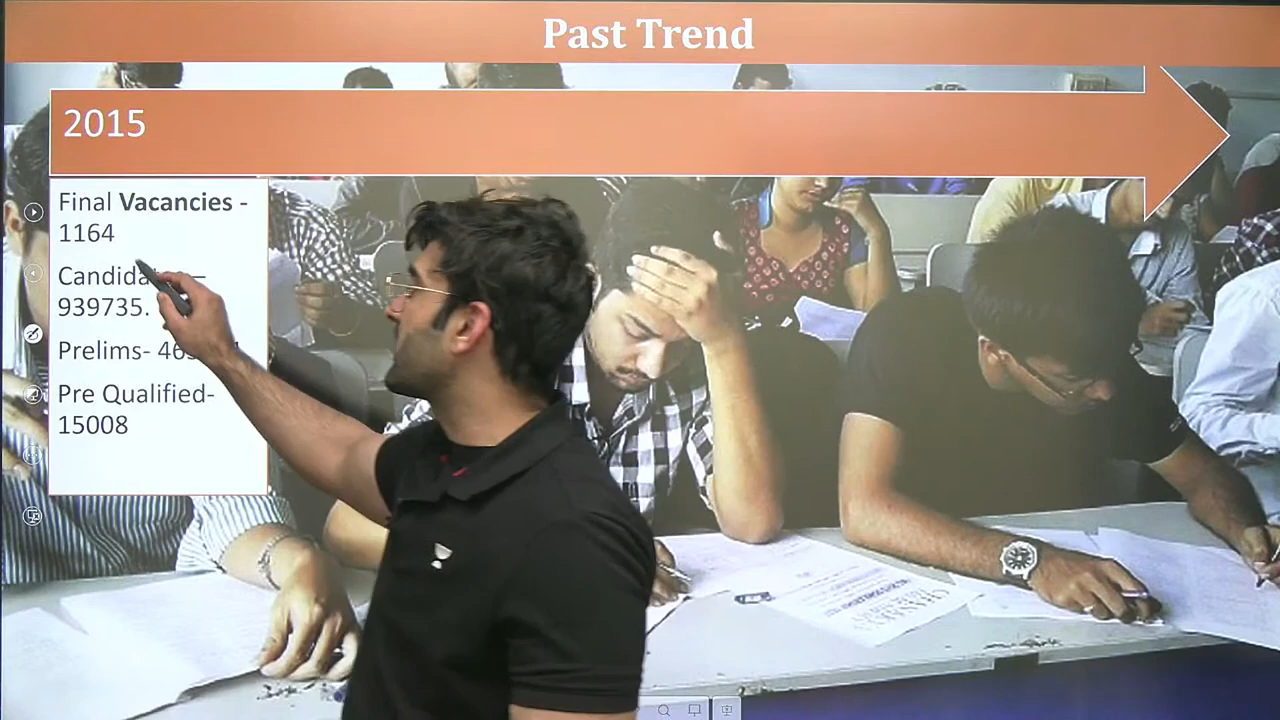 Past Trend
2015
Final Vacancies -
1164
939735.
Prelims-
Pre Qualified-
15008